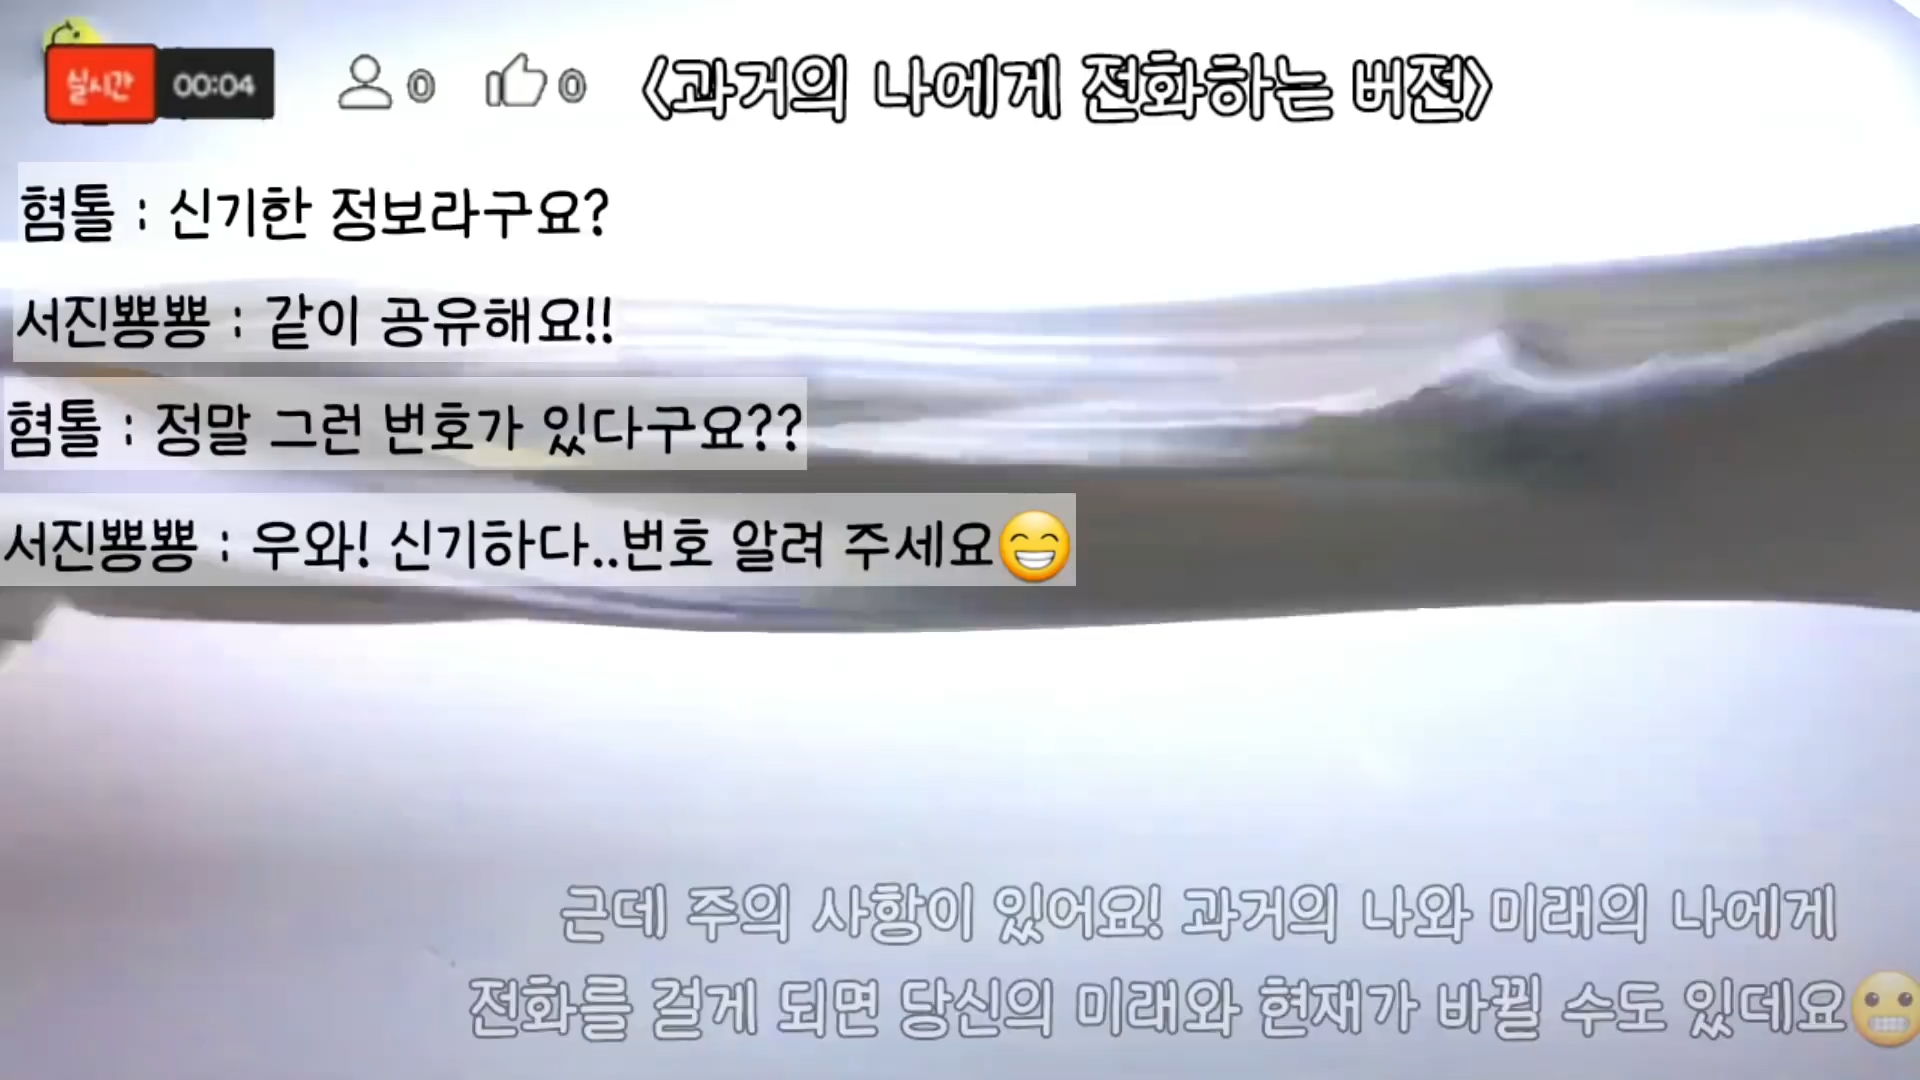 실시간 00:04 0 0 <과거의 나에게 전화하는 버전>
혐톨 : 신기한 정보라구요?
서진뿅뿅 : 같이 공유해요!!
혐톨 : 정말 그런 번호가 있다구요??
서진뿅뿅 : 우와! 신기하다..번호 알려 주세요😁
근데 주의 사항이 있어요! 과거의 나와 미래의 나에게
전화를 걸게 되면 당신의 미래와 현재가 바뀔 수도 있데요😬